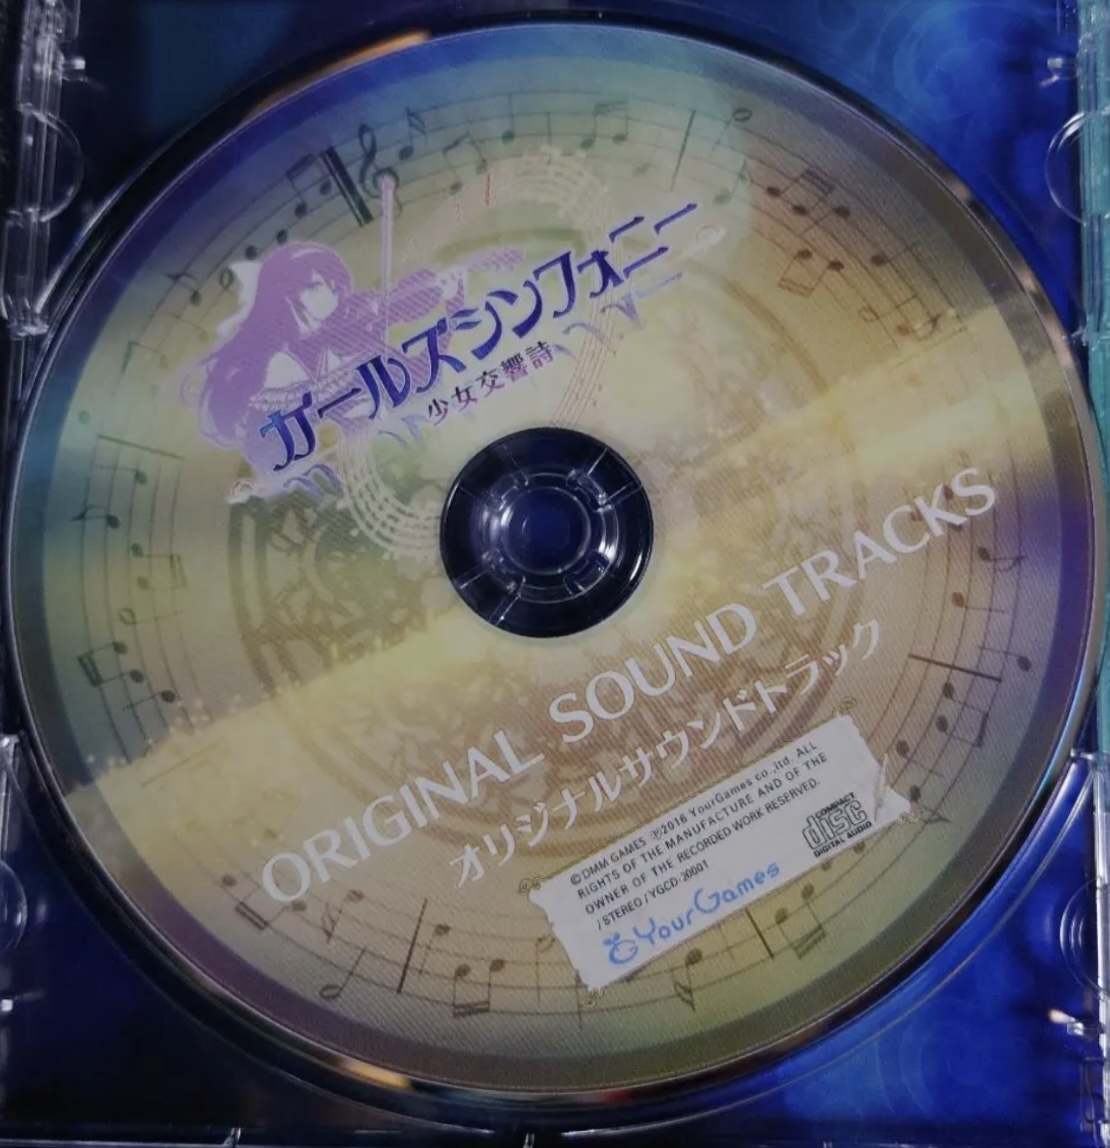 ガールズシンフォニー
少女交響詩
ORIGINAL SOUND TRACKS
オリジナルサウンドトラック
©DMM GAMES ℗2016 YourGames co.,ltd. ALL
RIGHTS OF THE MANUFACTURE AND OF THE
OWNER OF THE RECORDED WORK RESERVED.
/STEREO/YGCD-20001
YourGames
COMPACT
disc
DIGITAL AUDIO